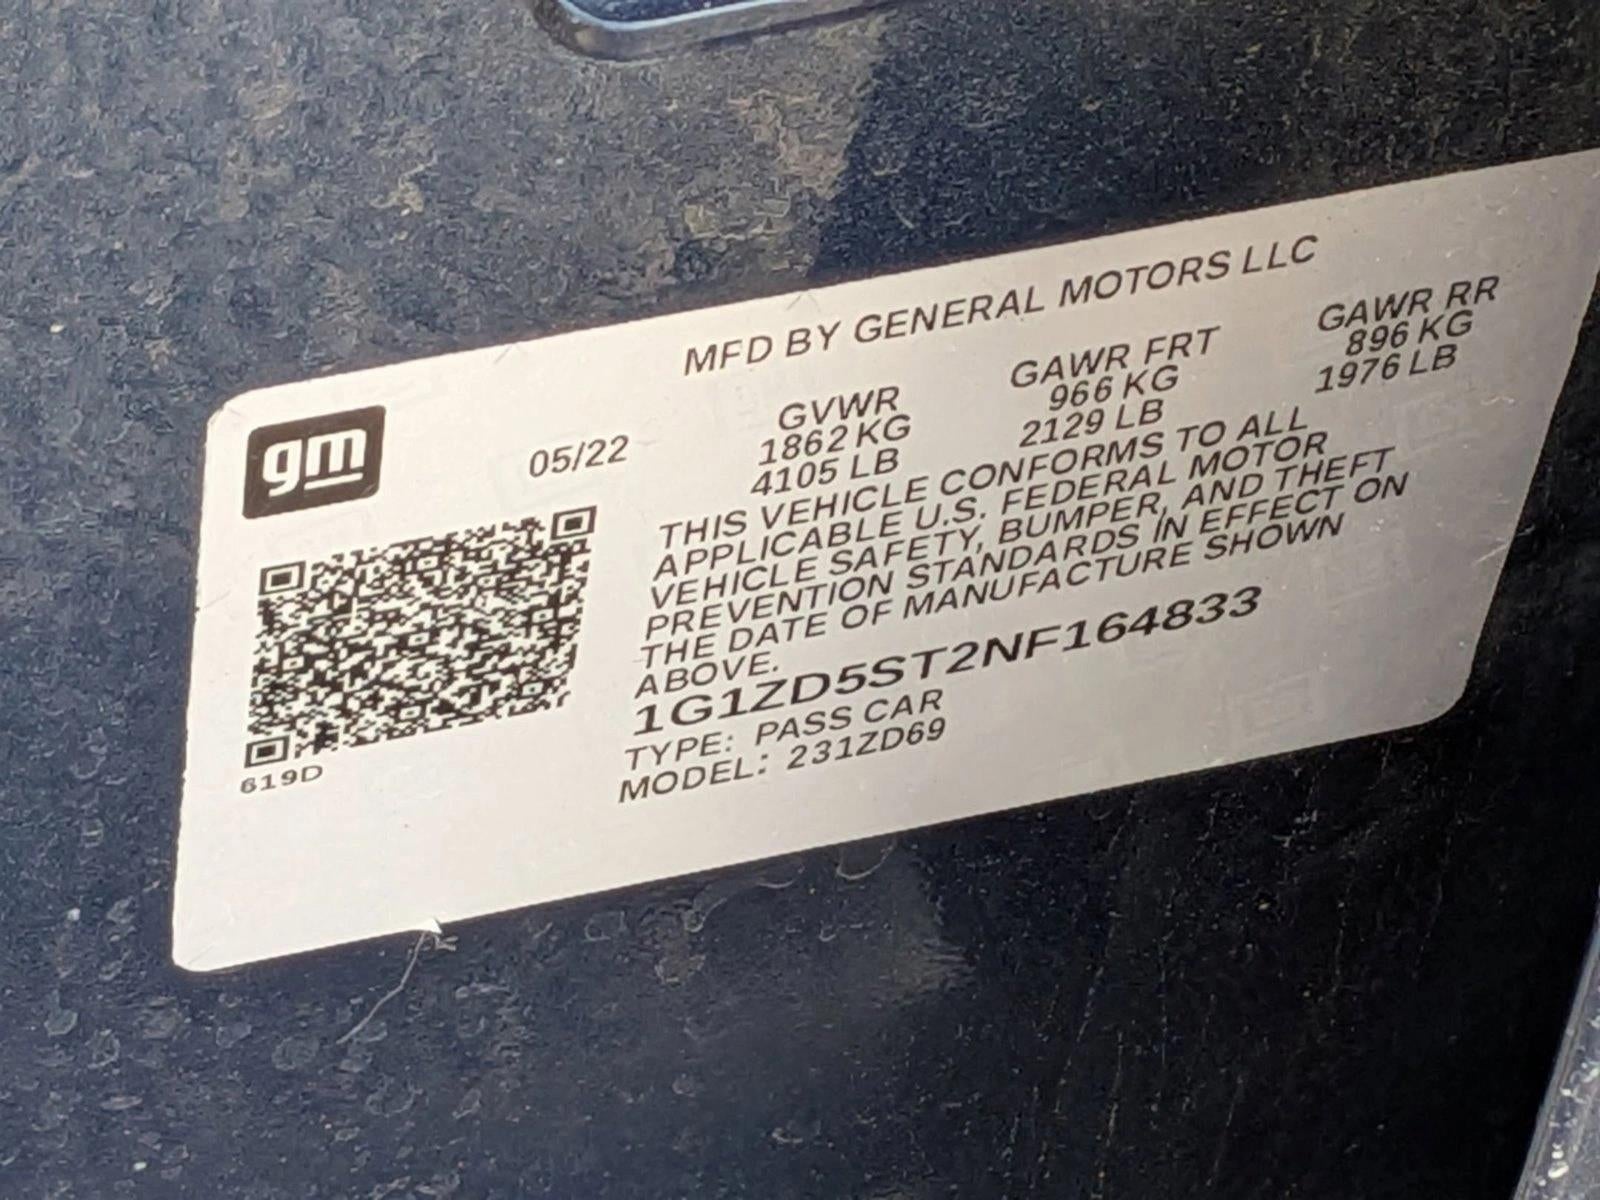 MFD BY GENERAL MOTORS LLC
gm
05/22
GVWR GAWR FRT GAWR RR
1862 KG 966 KG 896 KG
4105 LB 2129 LB 1976 LB
THIS VEHICLE CONFORMS TO ALL
APPLICABLE U.S. FEDERAL MOTOR
VEHICLE SAFETY, BUMPER, AND THEFT
PREVENTION STANDARDS IN EFFECT ON
THE DATE OF MANUFACTURE SHOWN
ABOVE.
1G1ZD5ST2NF164833
TYPE: PASS CAR
MODEL: 231ZD69
619D